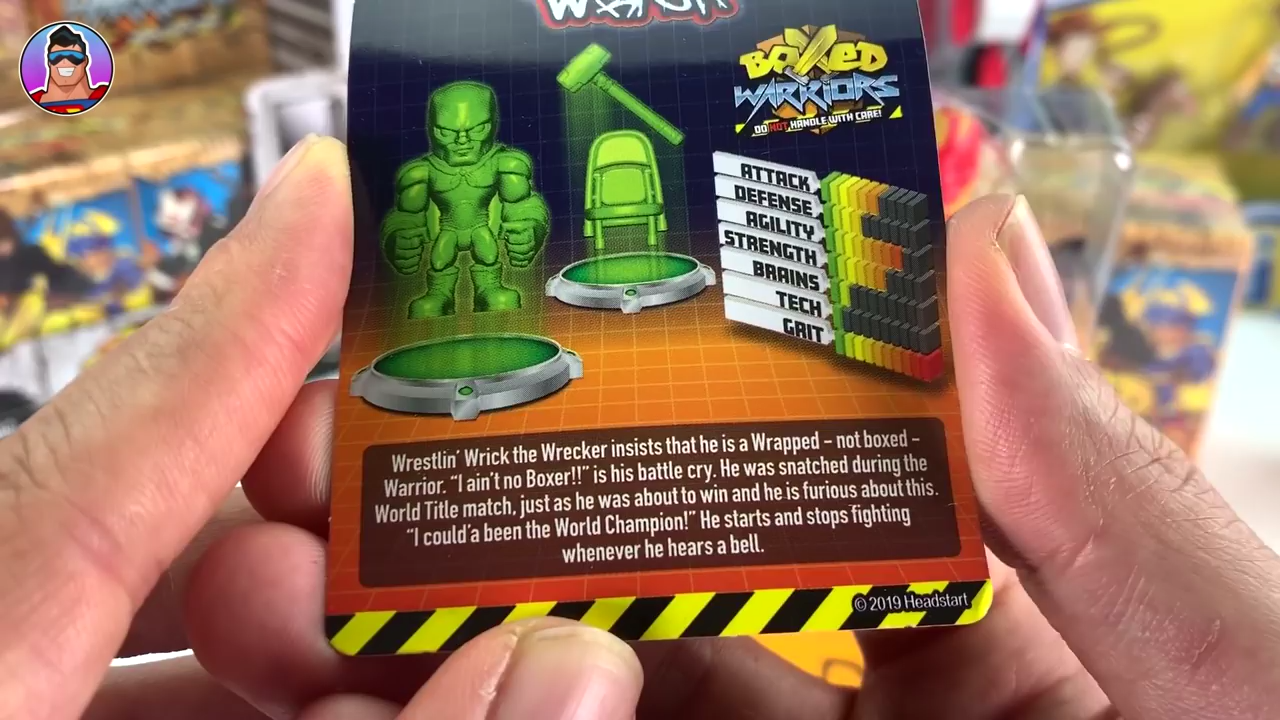 BOXED
WARRIORS
DO NOT HANDLE WITH CARE!
ATTACK
DEFENSE
AGILITY
STRENGTH
BRAINS
TECH
GRIT
Wrestlin' Wrick the Wrecker insists that he is a Wrapped – not boxed –
Warrior. “I ain't no Boxer!!” is his battle cry. He was snatched during the
World Title match, just as he was about to win and he is furious about this.
“I could'a been the World Champion!” He starts and stops fighting
whenever he hears a bell.
© 2019 Headstart